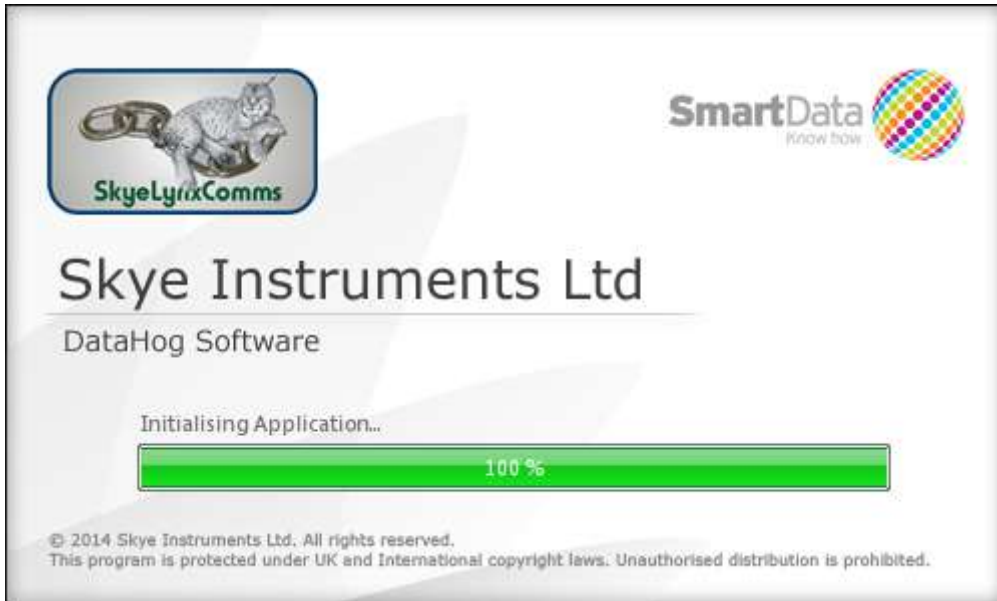 SkyeLynxComms
SmartData
Know how
Skye Instruments Ltd
DataHog Software
Initialising Application...
100 %
© 2014 Skye Instruments Ltd. All rights reserved.
This program is protected under UK and International copyright laws. Unauthorised distribution is prohibited.